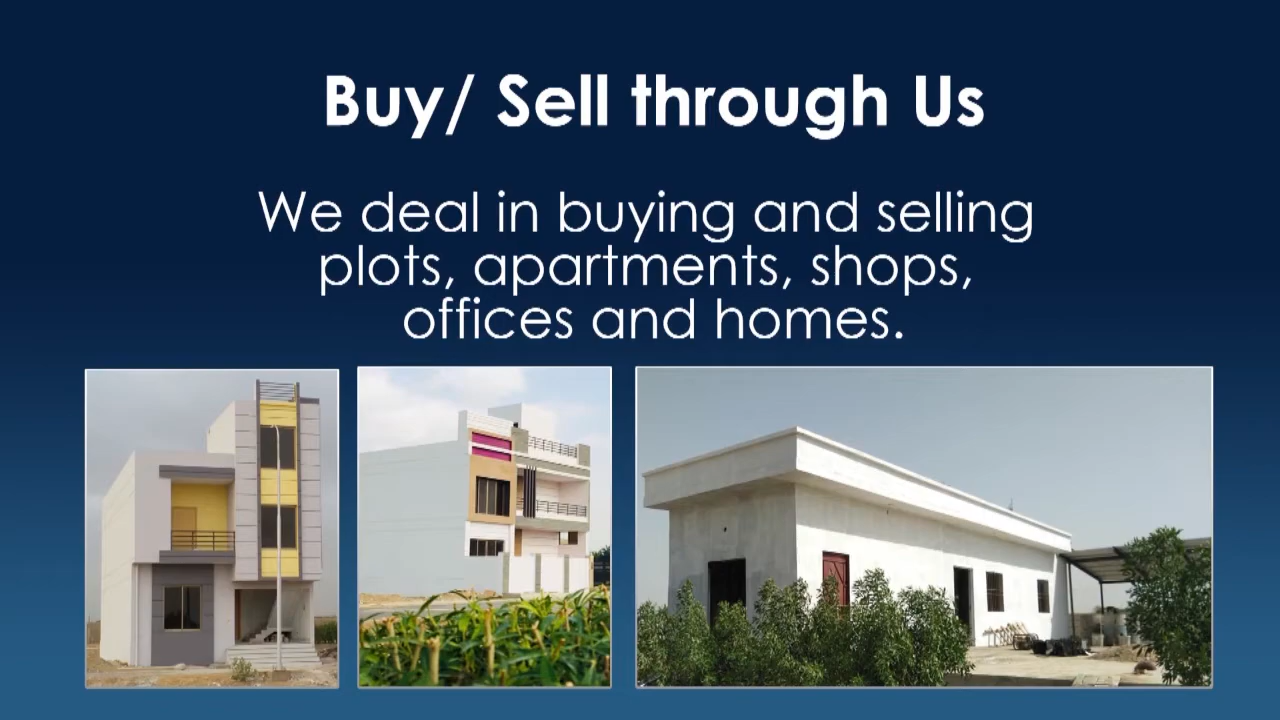 Buy/ Sell through Us
We deal in buying and selling
plots, apartments, shops,
offices and homes.